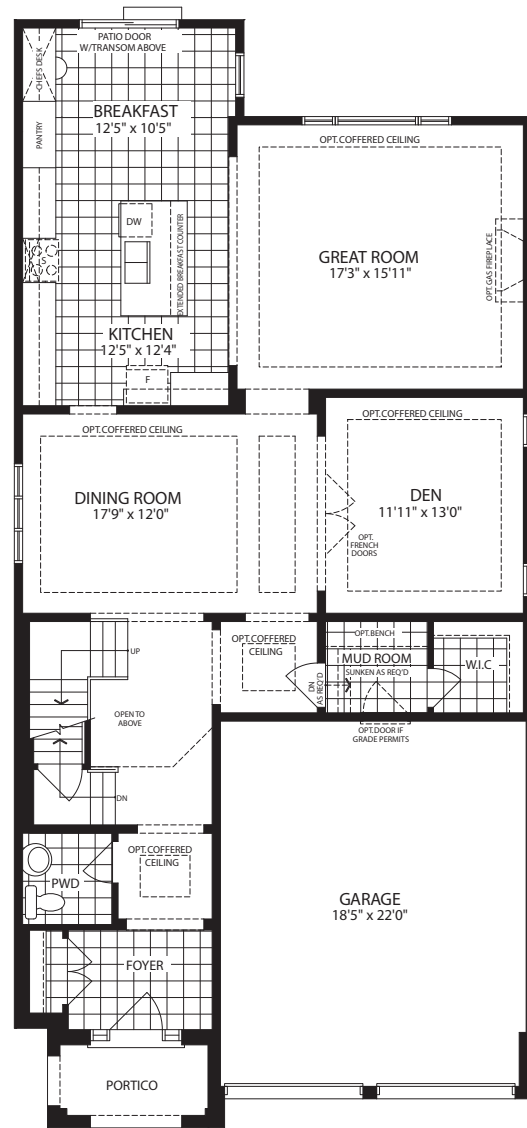 PATIO DOOR
W/TRANSOM ABOVE
CHEFS DESK
BREAKFAST
12'5" x 10'5"
PANTRY
OPT.COFFERED CEILING
DW
EXTENDED BREAKFAST COUNTER
S
GREAT ROOM
17'3" x 15'11"
OPT.GAS FIREPLACE
KITCHEN
12'5" x 12'4"
F
OPT.COFFERED CEILING
OPT.COFFERED CEILING
DINING ROOM
17'9" x 12'0"
DEN
11'11" x 13'0"
OPT.
FRENCH
DOORS
UP
OPT.COFFERED
CEILING
OPT.BENCH
MUD ROOM
SUNKEN AS REQ'D
DN
AS REQ'D
W.I.C
OPEN TO
ABOVE
OPT.DOOR IF
GRADE PERMITS
DN
OPT.COFFERED
CEILING
PWD
GARAGE
18'5" x 22'0"
FOYER
PORTICO